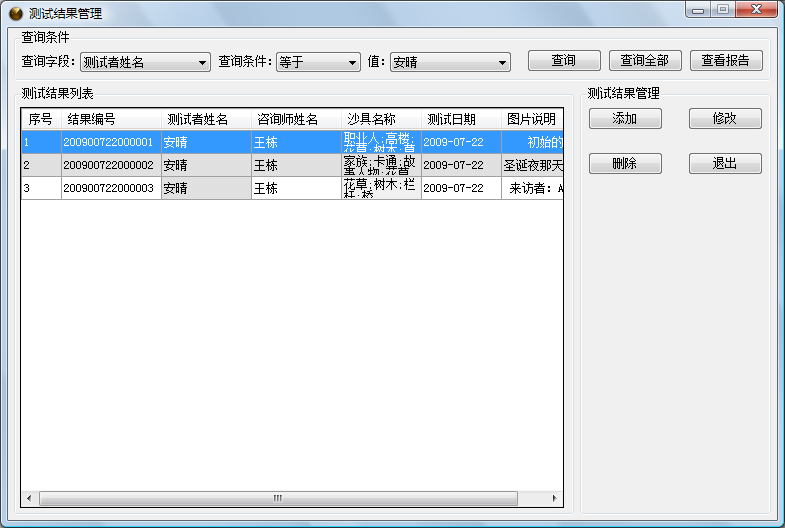 测试结果管理
查询条件
查询字段: 测试者姓名 查询条件: 等于 值: 安晴 查询 查询全部 查看报告
测试结果列表
序号 结果编号 测试者姓名 咨询师姓名 沙具名称 测试日期 图片说明
1 200900722000001 安晴 王栋 职业人;高楼; 花草;树木;草 2009-07-22 初始的
2 200900722000002 安晴 王栋 家族;卡通;故 事人物;花草 2009-07-22 圣诞夜那天
3 200900722000003 安晴 王栋 花草;树木;栏 杆;桥 2009-07-22 来访者: A
测试结果管理
添加 修改
删除 退出